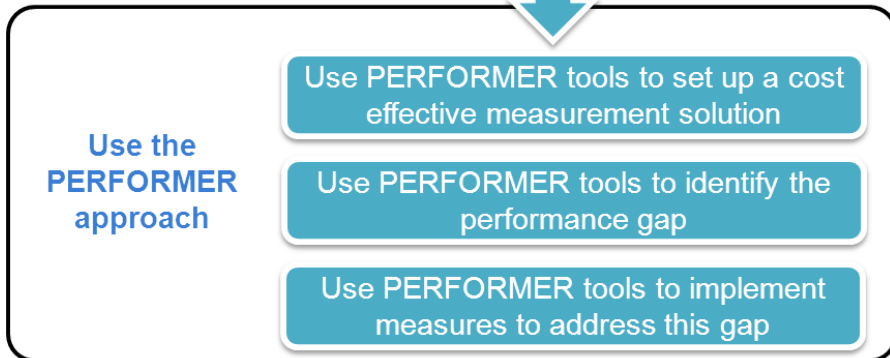 Use the
PERFORMER
approach
Use PERFORMER tools to set up a cost
effective measurement solution
Use PERFORMER tools to identify the
performance gap
Use PERFORMER tools to implement
measures to address this gap